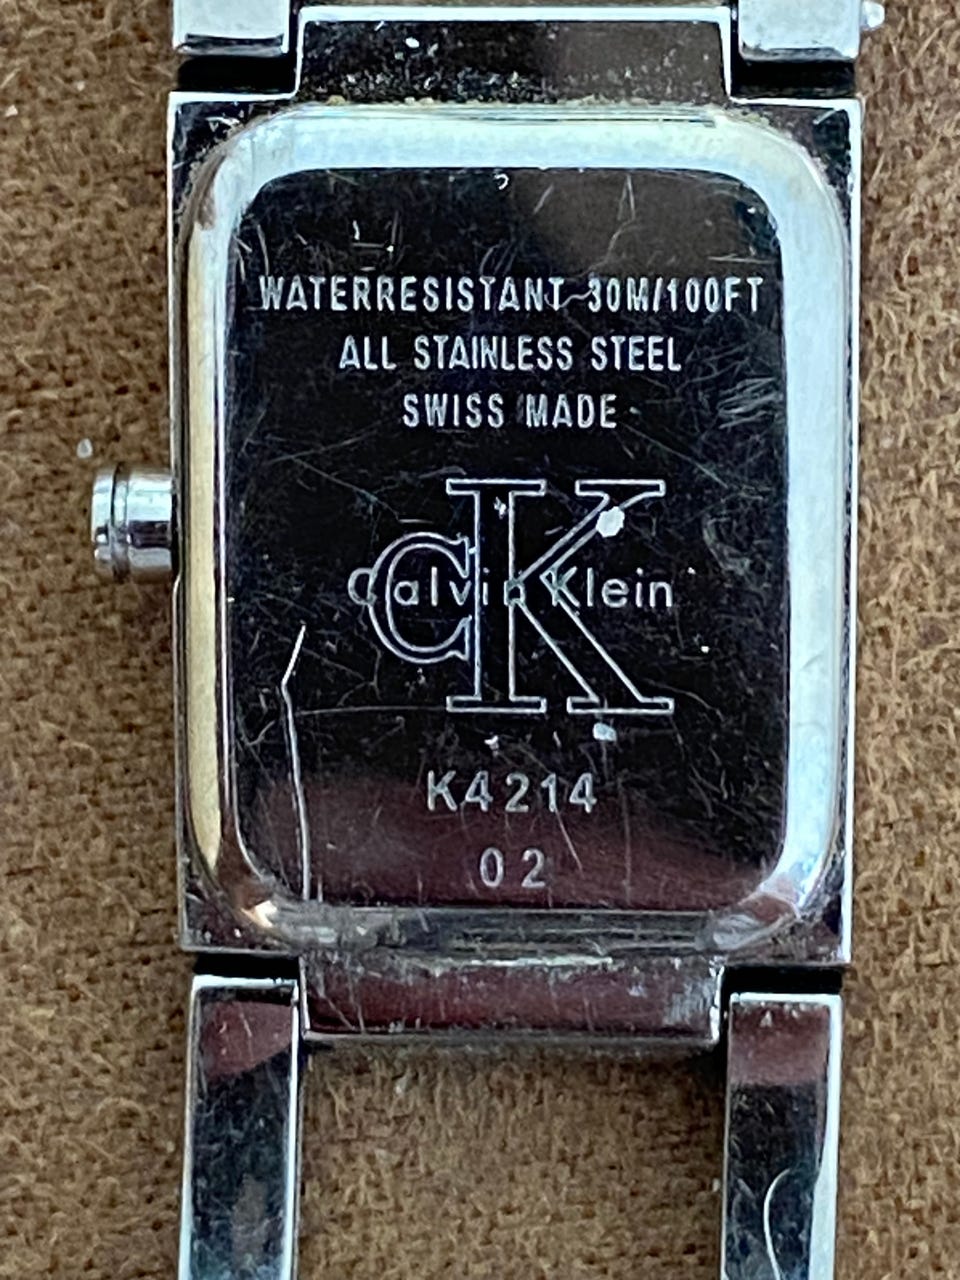 WATERRESISTANT 30M/100FT
ALL STAINLESS STEEL
SWISS MADE
cK
Calvin Klein
K4214
02